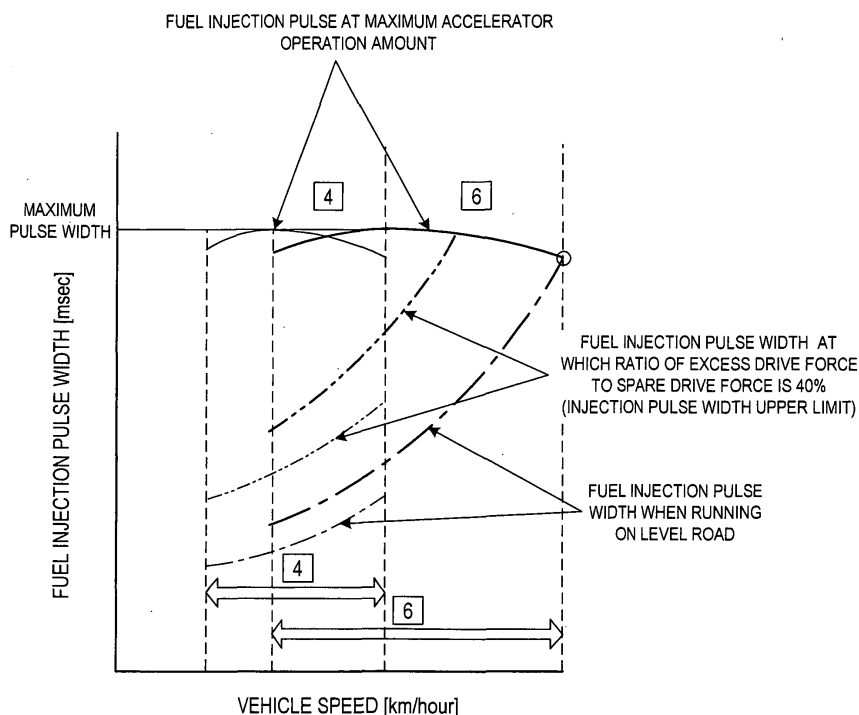 FUEL INJECTION PULSE AT MAXIMUM ACCELERATOR
OPERATION AMOUNT
4
6
MAXIMUM
PULSE WIDTH
FUEL INJECTION PULSE WIDTH [msec]
FUEL INJECTION PULSE WIDTH AT
WHICH RATIO OF EXCESS DRIVE FORCE
TO SPARE DRIVE FORCE IS 40%
(INJECTION PULSE WIDTH UPPER LIMIT)
FUEL INJECTION PULSE
WIDTH WHEN RUNNING
ON LEVEL ROAD
4
6
VEHICLE SPEED [km/hour]